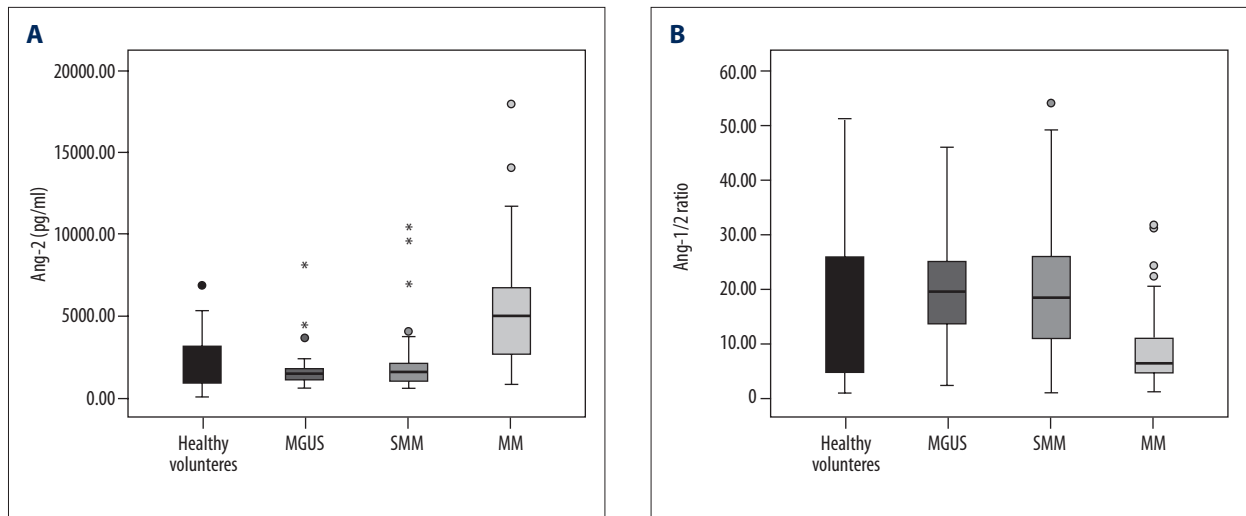 A
20000.00
15000.00
10000.00
5000.00
0.00
Ang-2 (pg/ml)
Healthy
volunteres
MGUS
SMM
MM
B
60.00
50.00
40.00
30.00
20.00
10.00
0
Ang-1/2 ratio
Healthy
volunteres
MGUS
SMM
MM